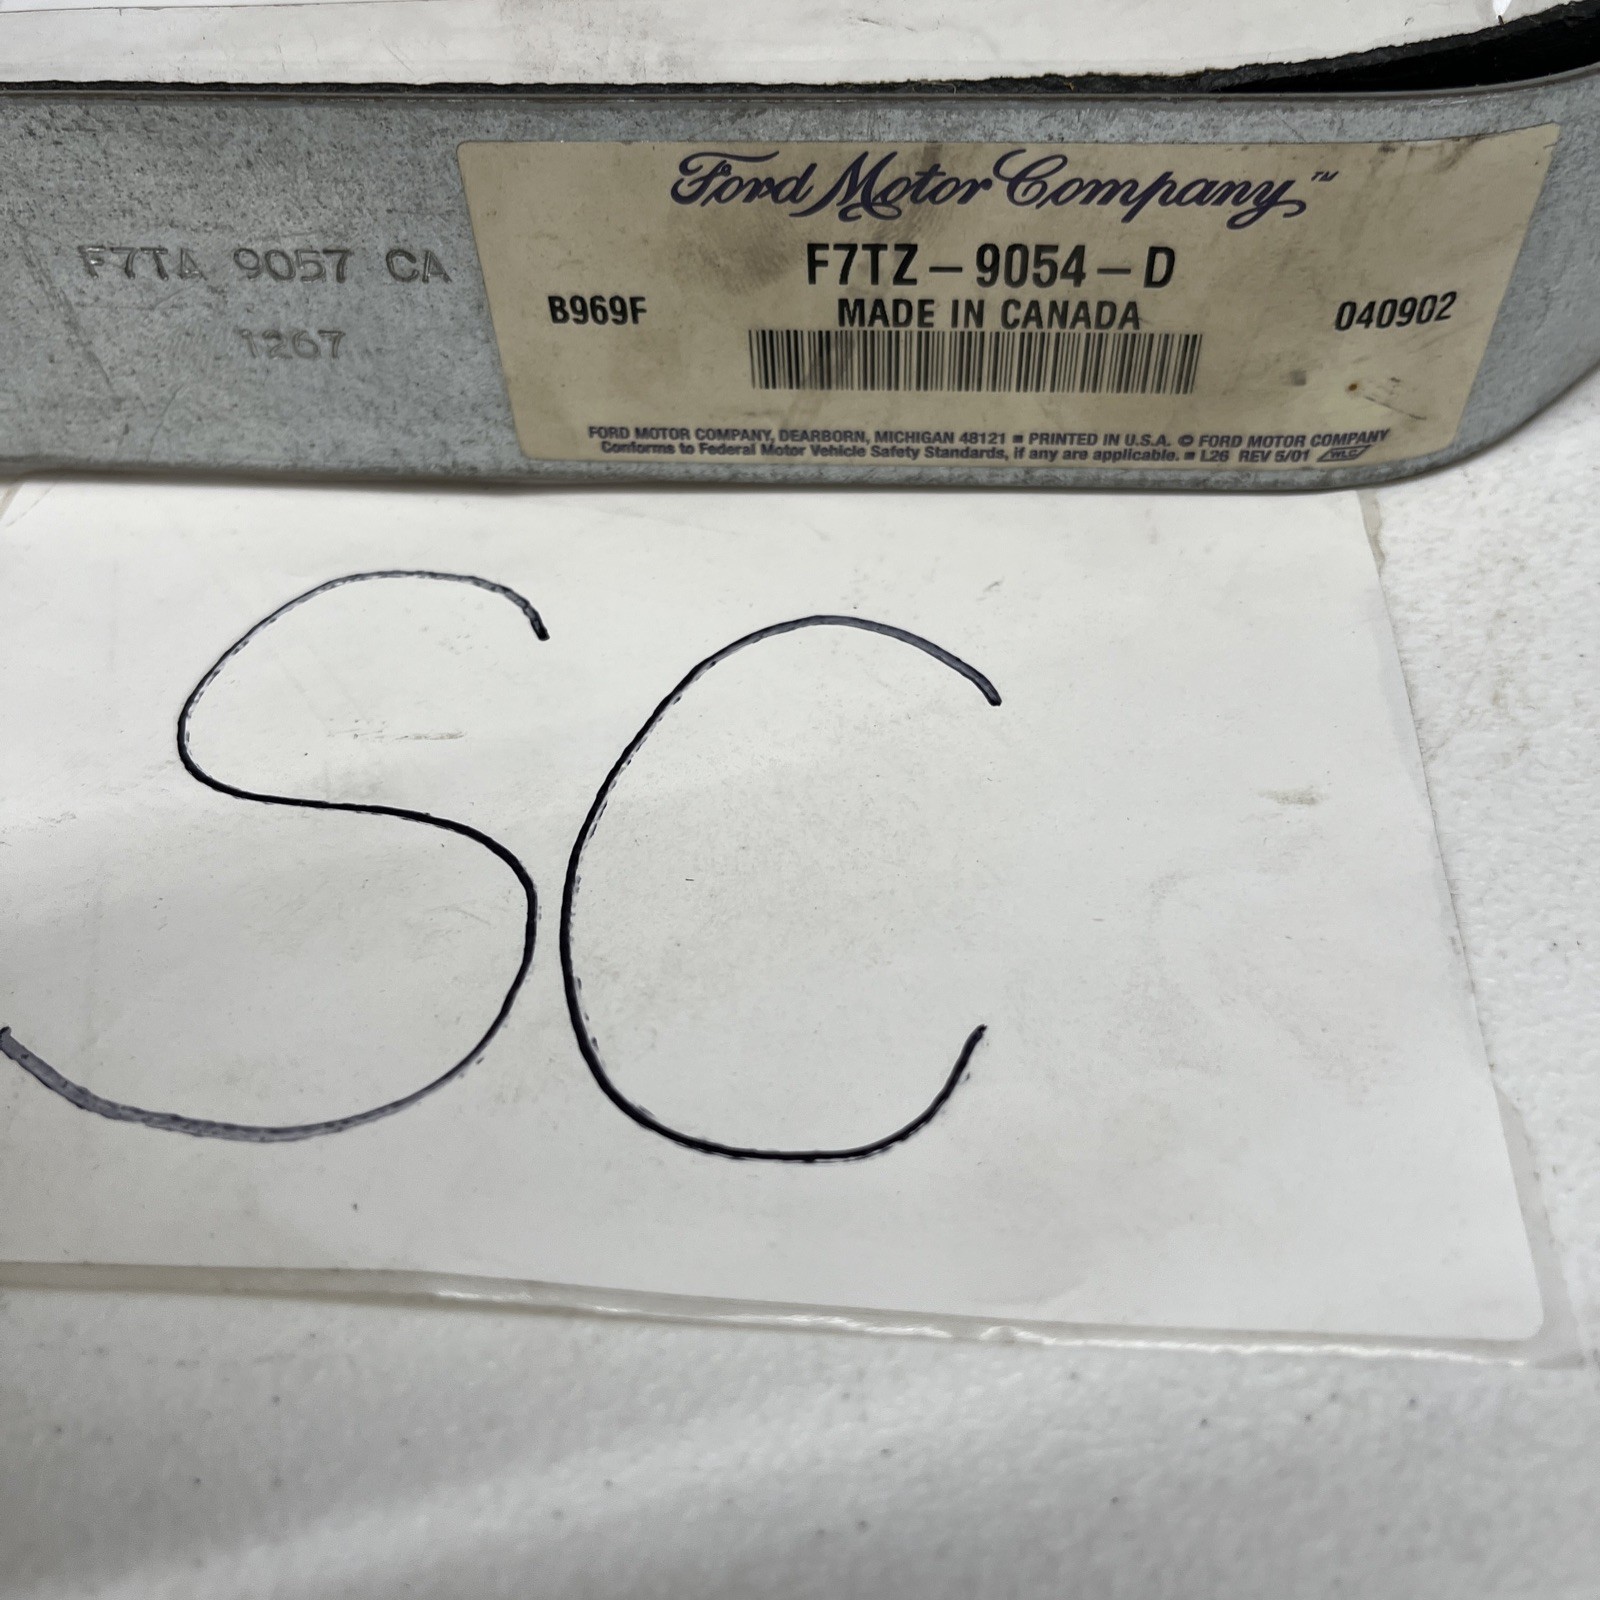 Ford Motor Company™
F7TZ – 9054 – D
F7TA 9057 CA
B969F MADE IN CANADA 040902
1267
FORD MOTOR COMPANY, DEARBORN, MICHIGAN 48121 ■ PRINTED IN U.S.A. © FORD MOTOR COMPANY
Conforms to Federal Motor Vehicle Safety Standards, if any are applicable. ■ L26 REV 5/01 WLC
SC